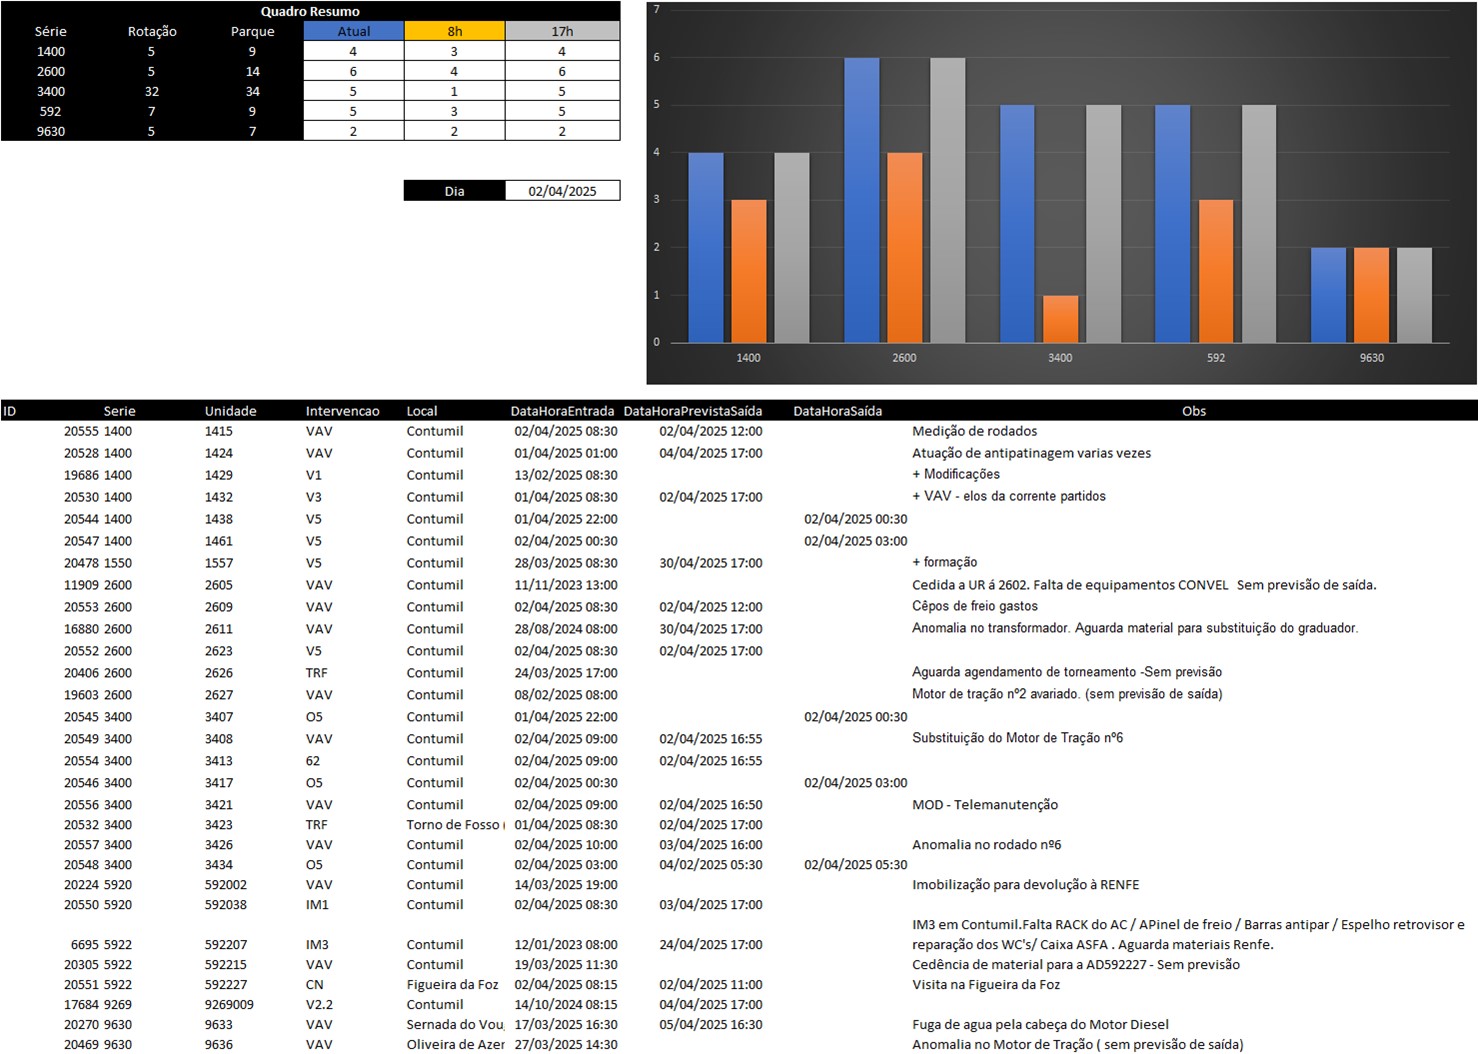 Quadro Resumo
Série Rotação Parque Atual 8h 17h
1400 5 9 4 3 4
2600 5 14 6 4 6
3400 32 34 5 1 5
592 7 9 5 3 5
9630 5 7 2 2 2
Dia 02/04/2025
7
6
5
4
3
2
1
0
1400 2600 3400 592 9630
ID Serie Unidade Intervencao Local DataHoraEntrada DataHoraPrevistaSaída DataHoraSaída Obs
20555 1400 1415 VAV Contumil 02/04/2025 08:30 02/04/2025 12:00 Medição de rodados
20528 1400 1424 VAV Contumil 01/04/2025 01:00 04/04/2025 17:00 Atuação de antipatinagem varias vezes
19686 1400 1429 V1 Contumil 13/02/2025 08:30 + Modificações
20530 1400 1432 V3 Contumil 01/04/2025 08:30 02/04/2025 17:00 + VAV - elos da corrente partidos
20544 1400 1438 V5 Contumil 01/04/2025 22:00 02/04/2025 00:30
20547 1400 1461 V5 Contumil 02/04/2025 00:30 02/04/2025 03:00
20478 1550 1557 V5 Contumil 28/03/2025 08:30 30/04/2025 17:00 + formação
11909 2600 2605 VAV Contumil 11/11/2023 13:00 Cedida a UR á 2602. Falta de equipamentos CONVEL Sem previsão de saída.
20553 2600 2609 VAV Contumil 02/04/2025 08:30 02/04/2025 12:00 Cêpos de freio gastos
16880 2600 2611 VAV Contumil 28/08/2024 08:00 30/04/2025 17:00 Anomalia no transformador. Aguarda material para substituição do graduador.
20552 2600 2623 V5 Contumil 02/04/2025 08:30 02/04/2025 17:00
20406 2600 2626 TRF Contumil 24/03/2025 17:00 Aguarda agendamento de torneamento -Sem previsão
19603 2600 2627 VAV Contumil 08/02/2025 08:00 Motor de tração nº2 avariado. (sem previsão de saída)
20545 3400 3407 O5 Contumil 01/04/2025 22:00 02/04/2025 00:30
20549 3400 3408 VAV Contumil 02/04/2025 09:00 02/04/2025 16:55 Substituição do Motor de Tração nº6
20554 3400 3413 62 Contumil 02/04/2025 09:00 02/04/2025 16:55
20546 3400 3417 O5 Contumil 02/04/2025 00:30 02/04/2025 03:00
20556 3400 3421 VAV Contumil 02/04/2025 09:00 02/04/2025 16:50 MOD - Telemanutenção
20532 3400 3423 TRF Torno de Fosso ( 01/04/2025 08:30 02/04/2025 17:00
20557 3400 3426 VAV Contumil 02/04/2025 10:00 03/04/2025 16:00 Anomalia no rodado nº6
20548 3400 3434 O5 Contumil 02/04/2025 03:00 04/02/2025 05:30 02/04/2025 05:30
20224 5920 592002 VAV Contumil 14/03/2025 19:00 Imobilização para devolução à RENFE
20550 5920 592038 IM1 Contumil 02/04/2025 08:30 03/04/2025 17:00
IM3 em Contumil.Falta RACK do AC / APinel de freio / Barras antipar / Espelho retrovisor e
6695 5922 592207 IM3 Contumil 12/01/2023 08:00 24/04/2025 17:00 reparação dos WC's/ Caixa ASFA . Aguarda materiais Renfe.
20305 5922 592215 VAV Contumil 19/03/2025 11:30 Cedência de material para a AD592227 - Sem previsão
20551 5922 592227 CN Figueira da Foz 02/04/2025 08:15 02/04/2025 11:00 Visita na Figueira da Foz
17684 9269 9269009 V2.2 Contumil 14/10/2024 08:15 04/04/2025 17:00
20270 9630 9633 VAV Sernada do Vou 17/03/2025 16:30 05/04/2025 16:30 Fuga de agua pela cabeça do Motor Diesel
20469 9630 9636 VAV Oliveira de Azer 27/03/2025 14:30 Anomalia no Motor de Tração ( sem previsão de saída)